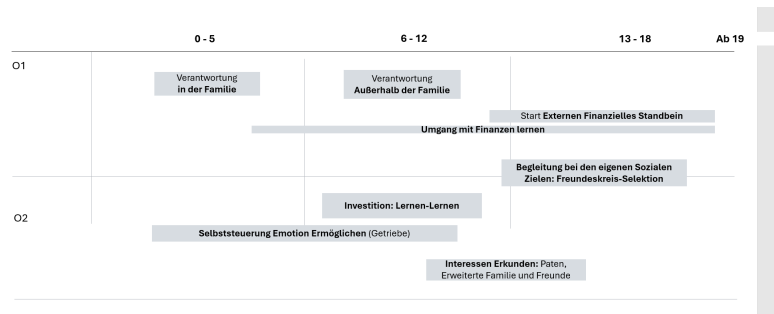 0 - 5
6 - 12
13 - 18
Ab 19
O1
Verantwortung
in der Familie
Verantwortung
Außerhalb der Familie
Start Externen Finanzielles Standbein
Umgang mit Finanzen lernen
Begleitung bei den eigenen Sozialen
Zielen: Freundeskreis-Selektion
Investition: Lernen-Lernen
O2
Selbststeuerung Emotion Ermöglichen (Getriebe)
Interessen Erkunden: Paten,
Erweiterte Familie und Freunde